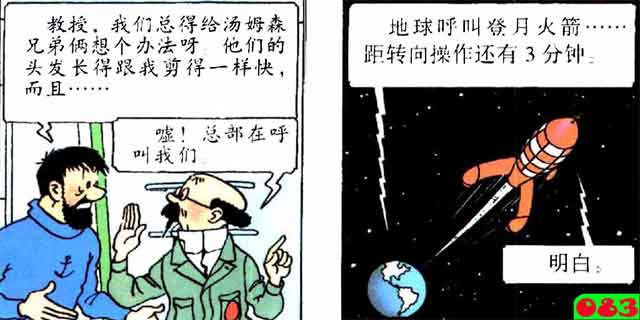 教授。我们总得给汤姆森
兄弟俩想个办法呀。他们的
头发长得跟我剪得一样快，
而且……
嘘！总部在呼
叫我们。
地球呼叫登月火箭……
距转向操作还有3分钟。
明白。
083